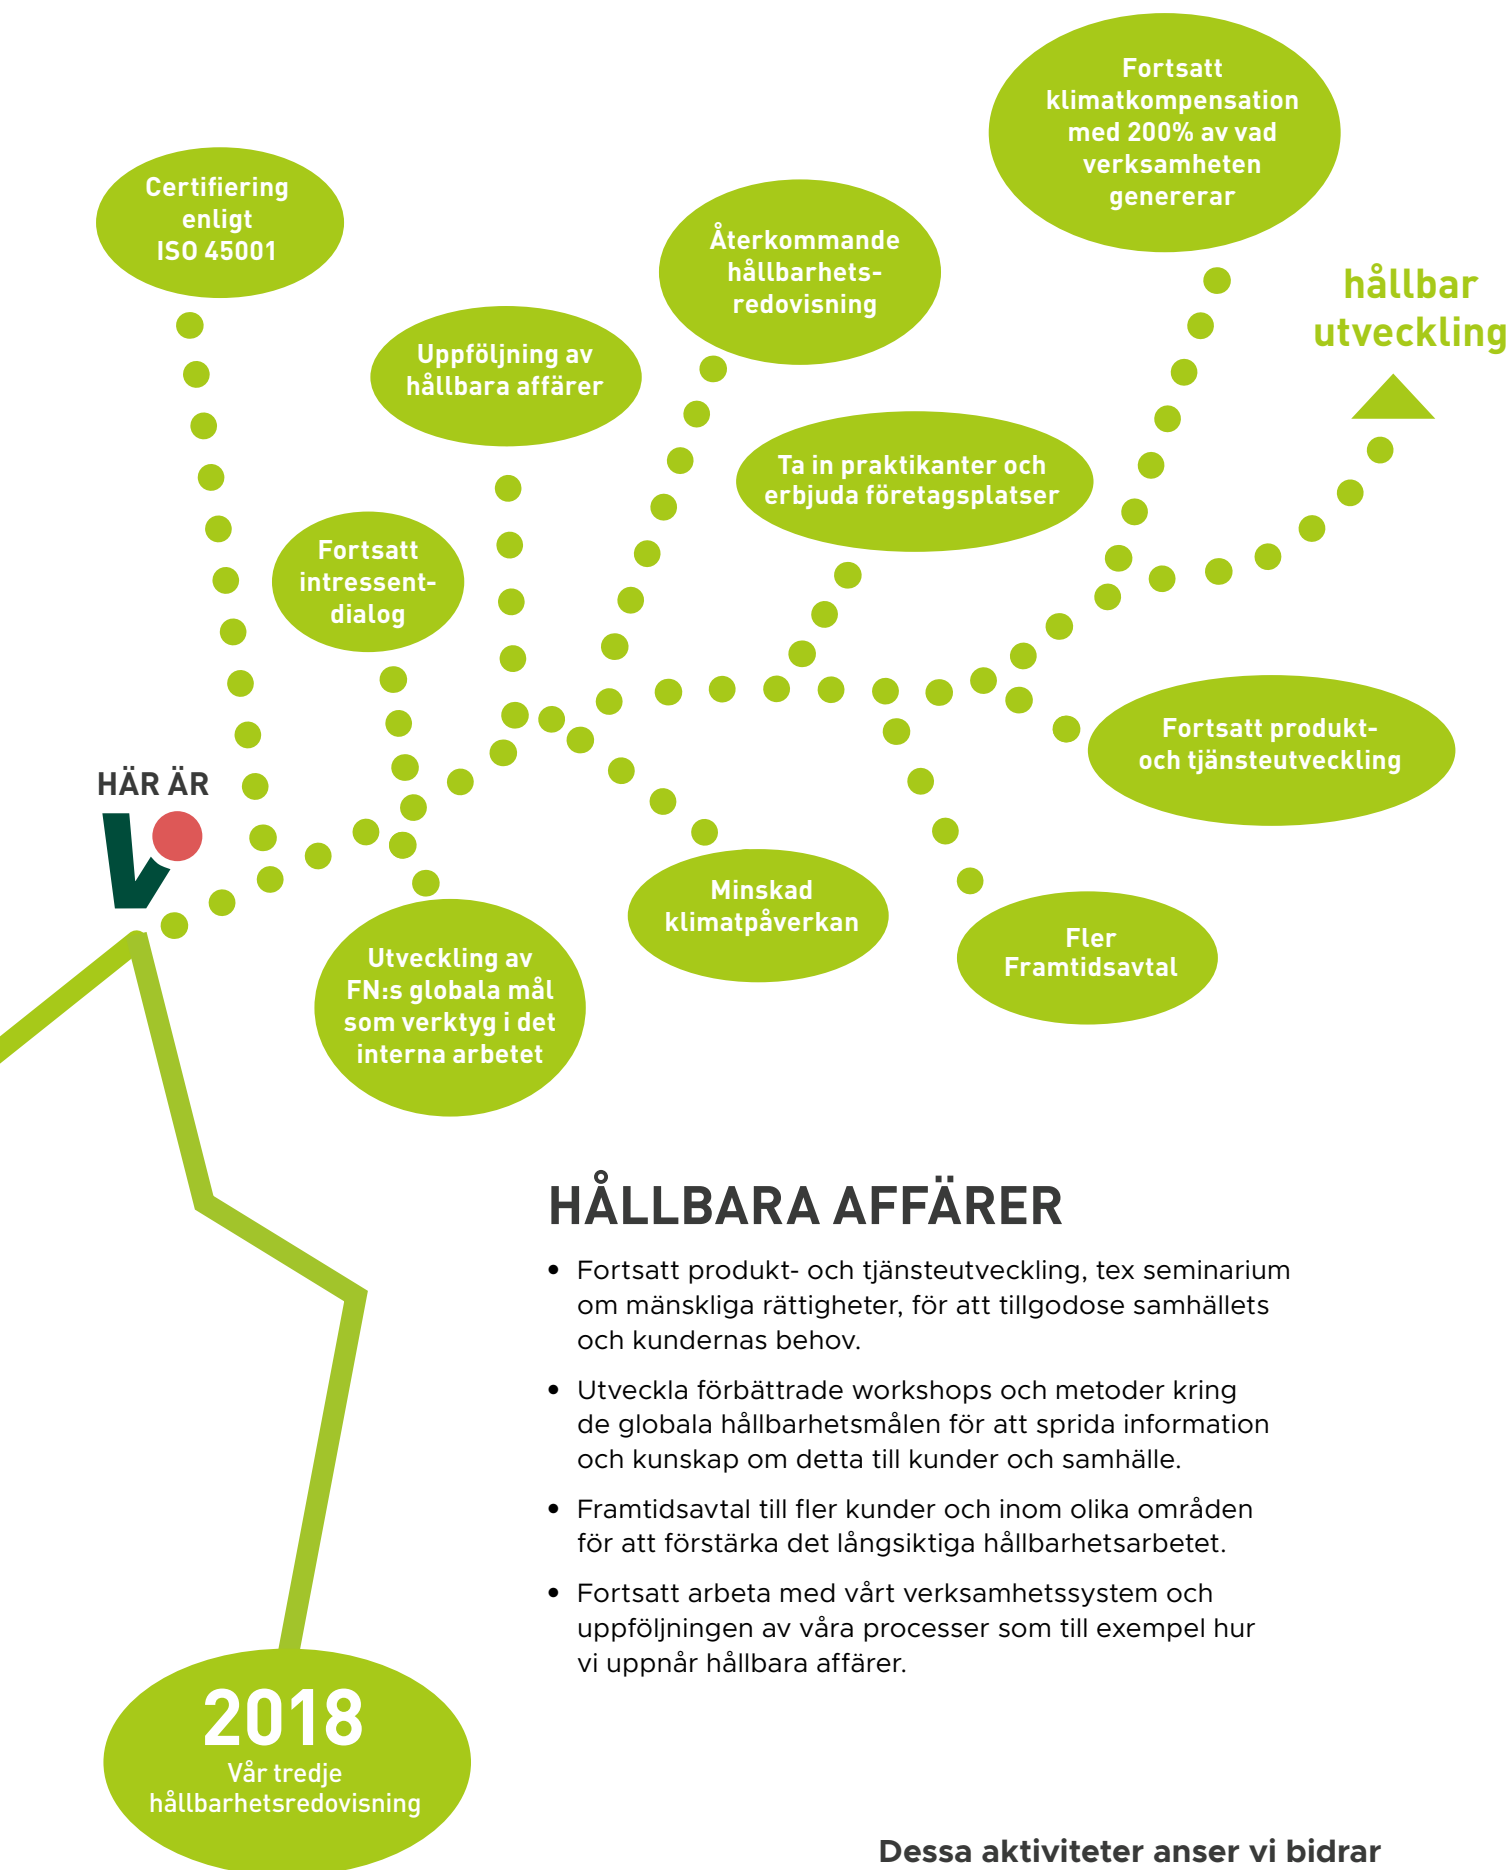 Fortsatt
klimatkompensation
med 200% av vad
verksamheten
genererar
Certifiering
enligt
ISO 45001
Återkommande
hållbarhets-
redovisning
hållbar
utveckling
Uppföljning av
hållbara affärer
Ta in praktikanter och
erbjuda företagsplatser
Fortsatt
intressent-
dialog
Fortsatt produkt-
och tjänsteutveckling
HÄR ÄR
Minskad
klimatpåverkan
Fler
Framtidsavtal
Utveckling av
FN:s globala mål
som verktyg i det
interna arbetet
HÅLLBARA AFFÄRER
• Fortsatt produkt- och tjänsteutveckling, tex seminarium
om mänskliga rättigheter, för att tillgodose samhällets
och kundernas behov.
• Utveckla förbättrade workshops och metoder kring
de globala hållbarhetsmålen för att sprida information
och kunskap om detta till kunder och samhälle.
• Framtidsavtal till fler kunder och inom olika områden
för att förstärka det långsiktiga hållbarhetsarbetet.
• Fortsatt arbeta med vårt verksamhetssystem och
uppföljningen av våra processer som till exempel hur
vi uppnår hållbara affärer.
2018
Vår tredje
hållbarhetsredovisning
Dessa aktiviteter anser vi bidrar